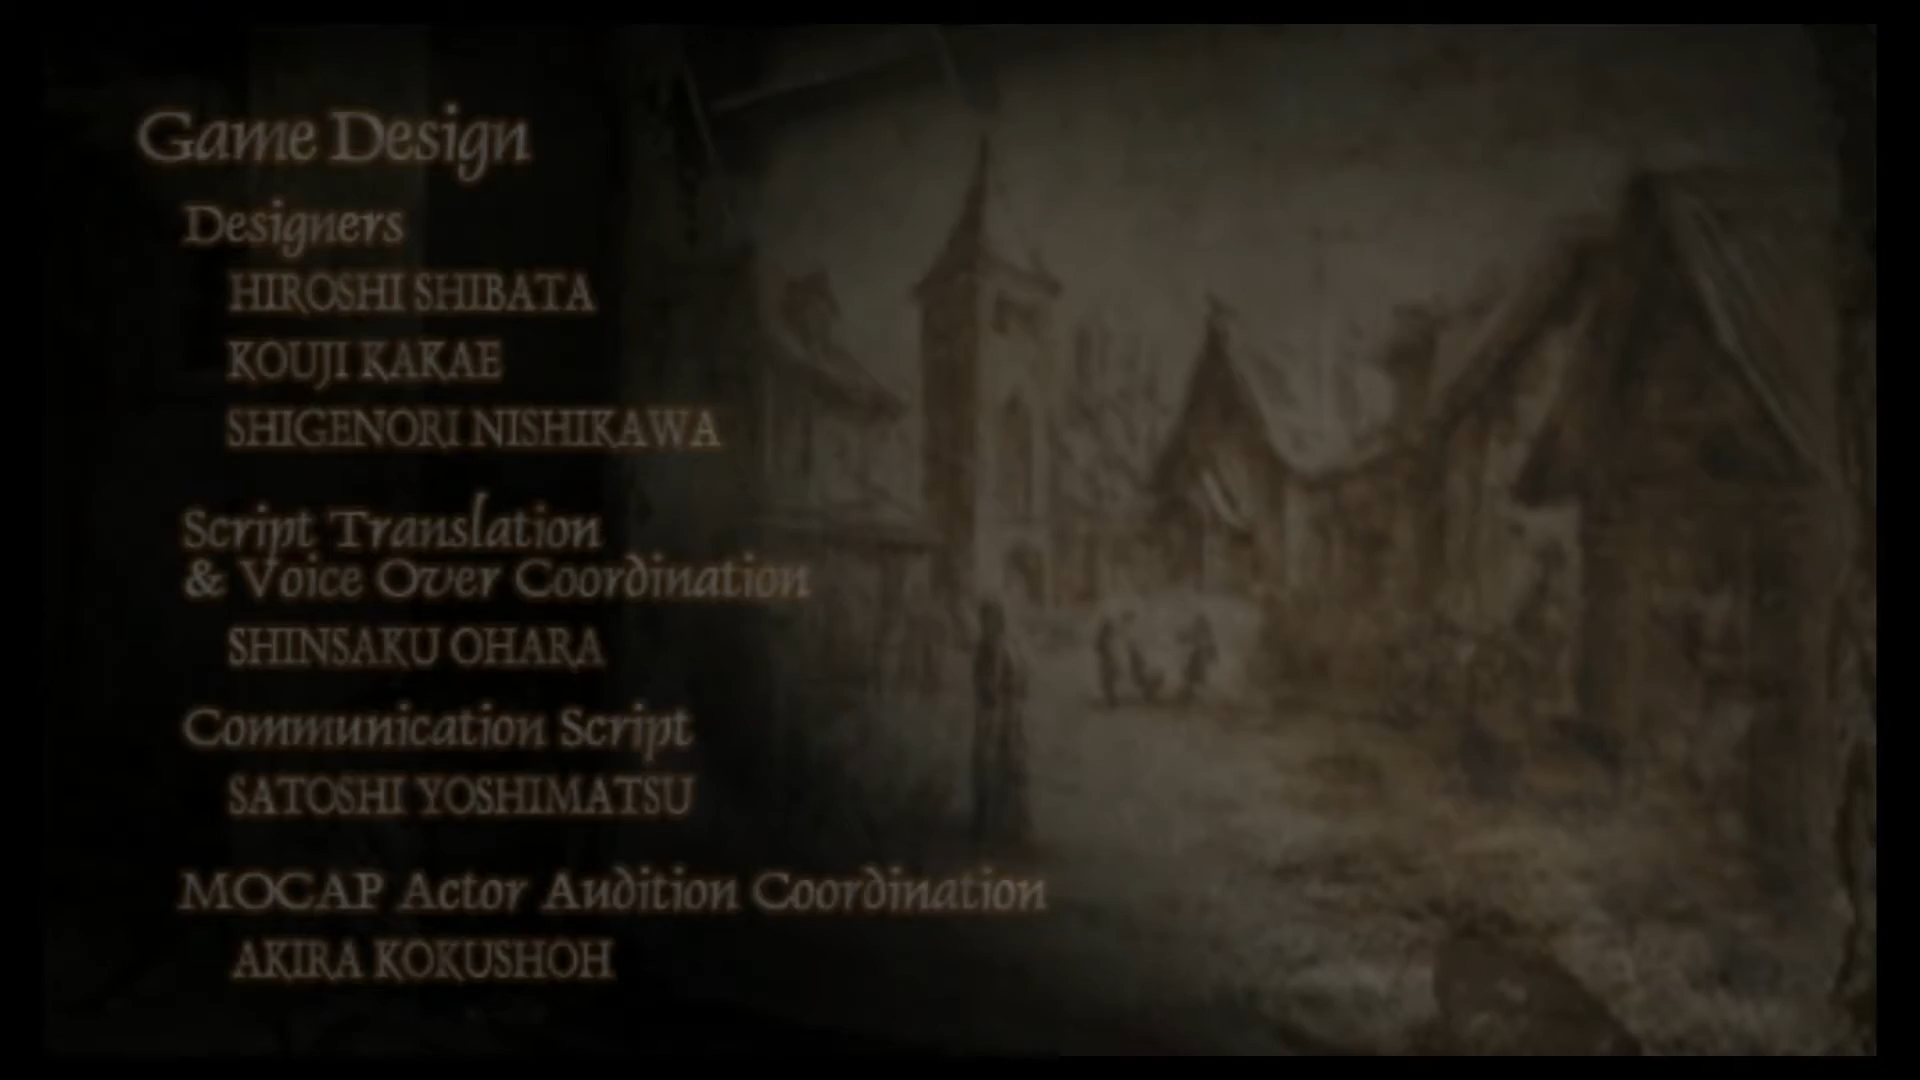 Game Design
Designers
HIROSHI SHIBATA
KOUJI KAKAE
SHIGENORI NISHIKAWA
Script Translation
& Voice Over Coordination
SHINSAKU OHARA
Communication Script
SATOSHI YOSHIMATSU
MOCAP Actor Audition Coordination
AKIRA KOKUSHOH